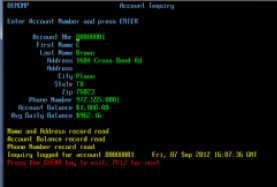 DEMOMP Account Inquiry
Enter Account Number and press ENTER
Account Nbr 00000001
First Name C
Last Name Brown
Address 1604 Cross Bend Rd
Address
City Plano
State TX
Zip 75023
Phone Number 972.555.0001
Account Balance $1,000.00
Avg Daily Balance $962.16
Name and Address record read
Account Balance record read
Phone Number record read
Inquiry logged for account 00000001 Fri, 07 Sep 2012 16:07:36 GMT
Press the CLEAR key to exit, PF12 for next